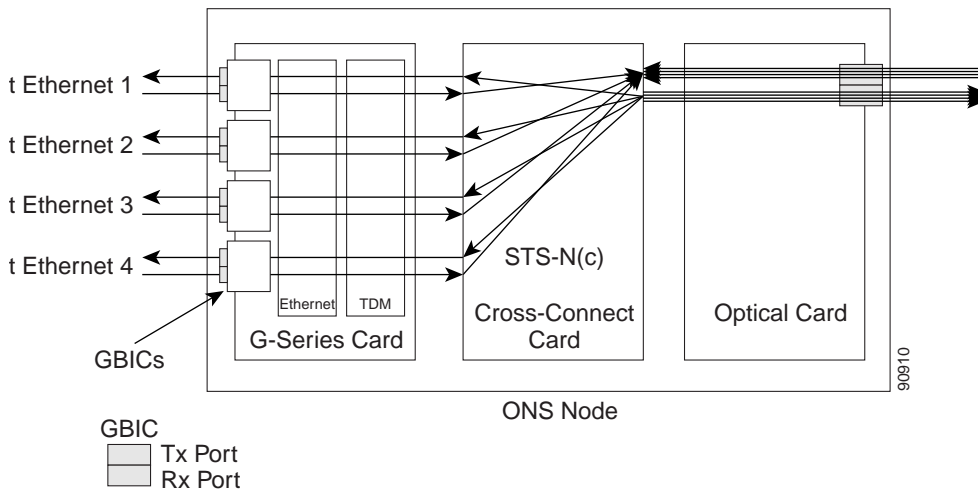 t Ethernet 1
t Ethernet 2
t Ethernet 3
t Ethernet 4
GBICs
Ethernet
TDM
G-Series Card
STS-N(c)
Cross-Connect
Card
Optical Card
90910
ONS Node
GBIC
Tx Port
Rx Port